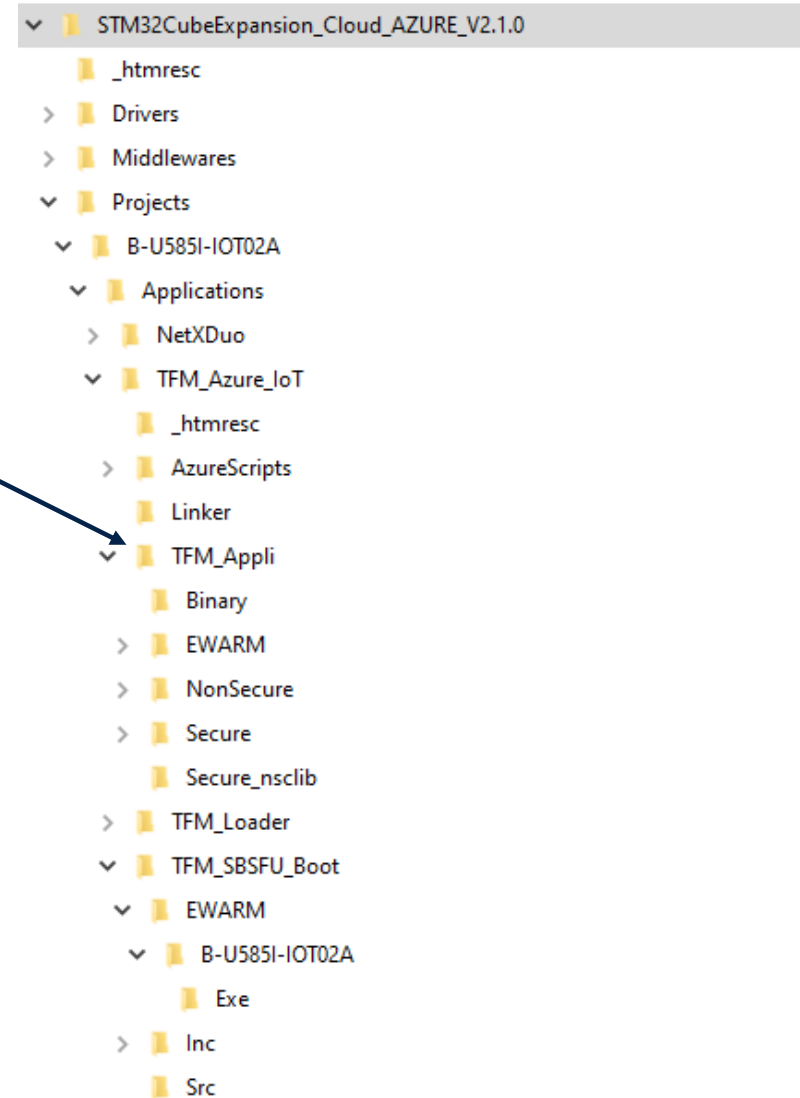 STM32CubeExpansion_Cloud_AZURE_V2.1.0
_htmresc
Drivers
Middlewares
Projects
B-U585I-IOT02A
Applications
NetXDuo
TFM_Azure_IoT
_htmresc
AzureScripts
Linker
TFM_Appli
Binary
EWARM
NonSecure
Secure
Secure_nsclib
TFM_Loader
TFM_SBSFU_Boot
EWARM
B-U585I-IOT02A
Exe
Inc
Src